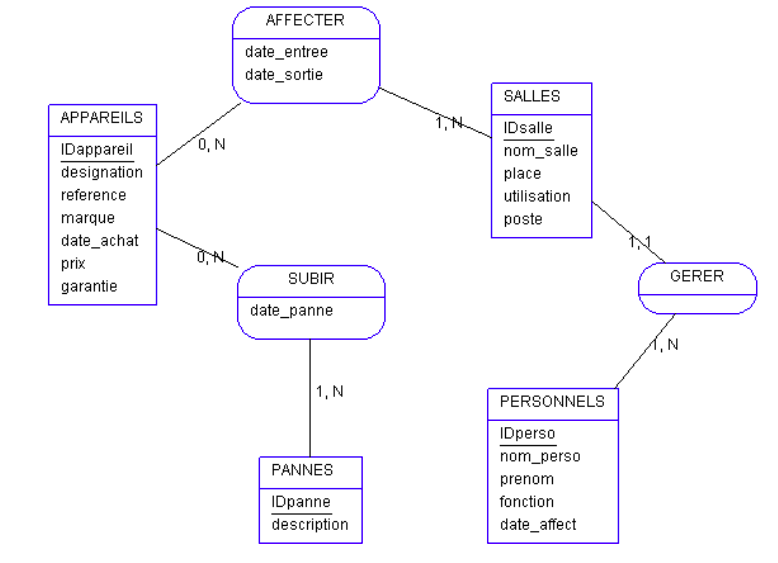 AFFECTER
date_entree
date_sortie
SALLES
IDsalle
nom_salle
place
utilisation
poste
1, N
APPAREILS
IDappareil
designation
reference
marque
date_achat
prix
garantie
0, N
0, N
SUBIR
date_panne
1,1
GERER
1, N
1, N
PERSONNELS
IDperso
nom_perso
prenom
fonction
date_affect
PANNES
IDpanne
description